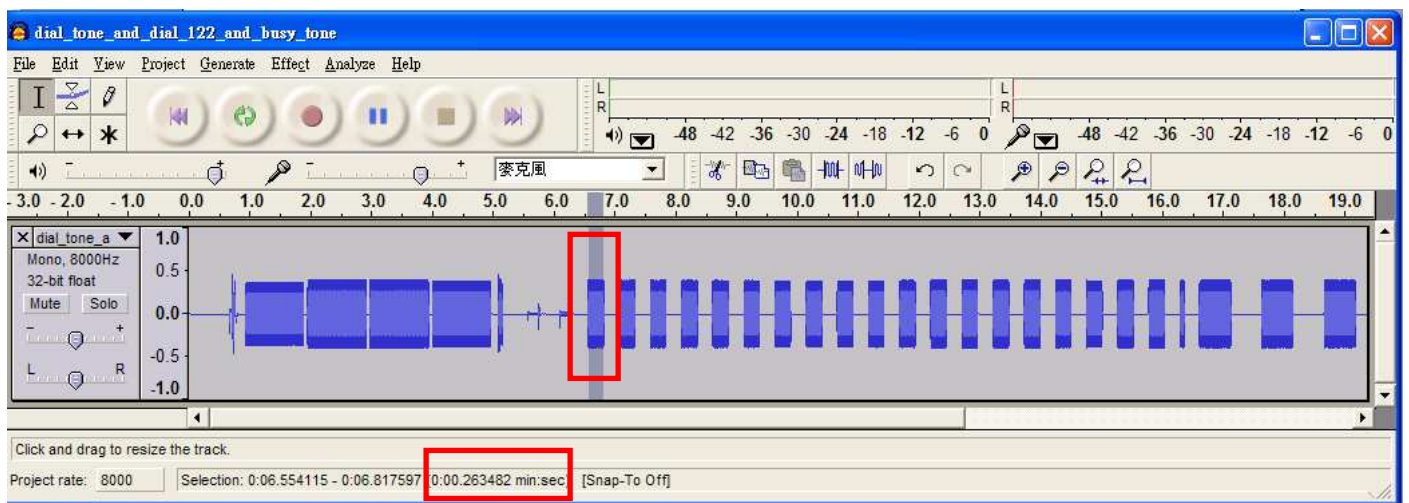 dial_tone_and_dial_122_and_busy_tone
File Edit View Project Generate Effect Analyze Help
L
R
-48 -42 -36 -30 -24 -18 -12 -6 0
L
R
-48 -42 -36 -30 -24 -18 -12 -6 0
- +
- +
麥克風
-3.0 -2.0 -1.0 0.0 1.0 2.0 3.0 4.0 5.0 6.0 7.0 8.0 9.0 10.0 11.0 12.0 13.0 14.0 15.0 16.0 17.0 18.0 19.0
dial_tone_a
Mono, 8000Hz
32-bit float
Mute Solo
- +
L R
1.0
0.5
0.0
-0.5
-1.0
Click and drag to resize the track.
Project rate: 8000 Selection: 0:06.554115 - 0:06.817597 (0:00.263482 min:sec) [Snap-To Off]